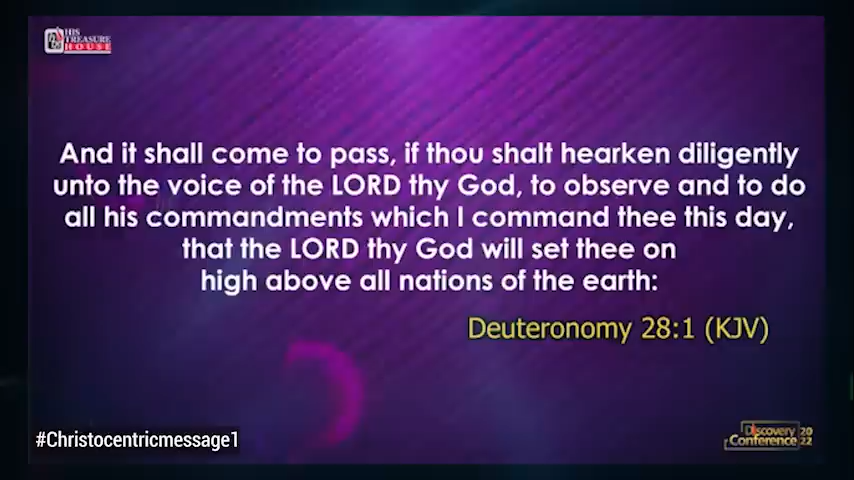 HIS
TREASURE
HOUSE
And it shall come to pass, if thou shalt hearken diligently
unto the voice of the LORD thy God, to observe and to do
all his commandments which I command thee this day,
that the LORD thy God will set thee on
high above all nations of the earth:
Deuteronomy 28:1 (KJV)
#Christocentricmessage1
Discovery
Conference
20
22